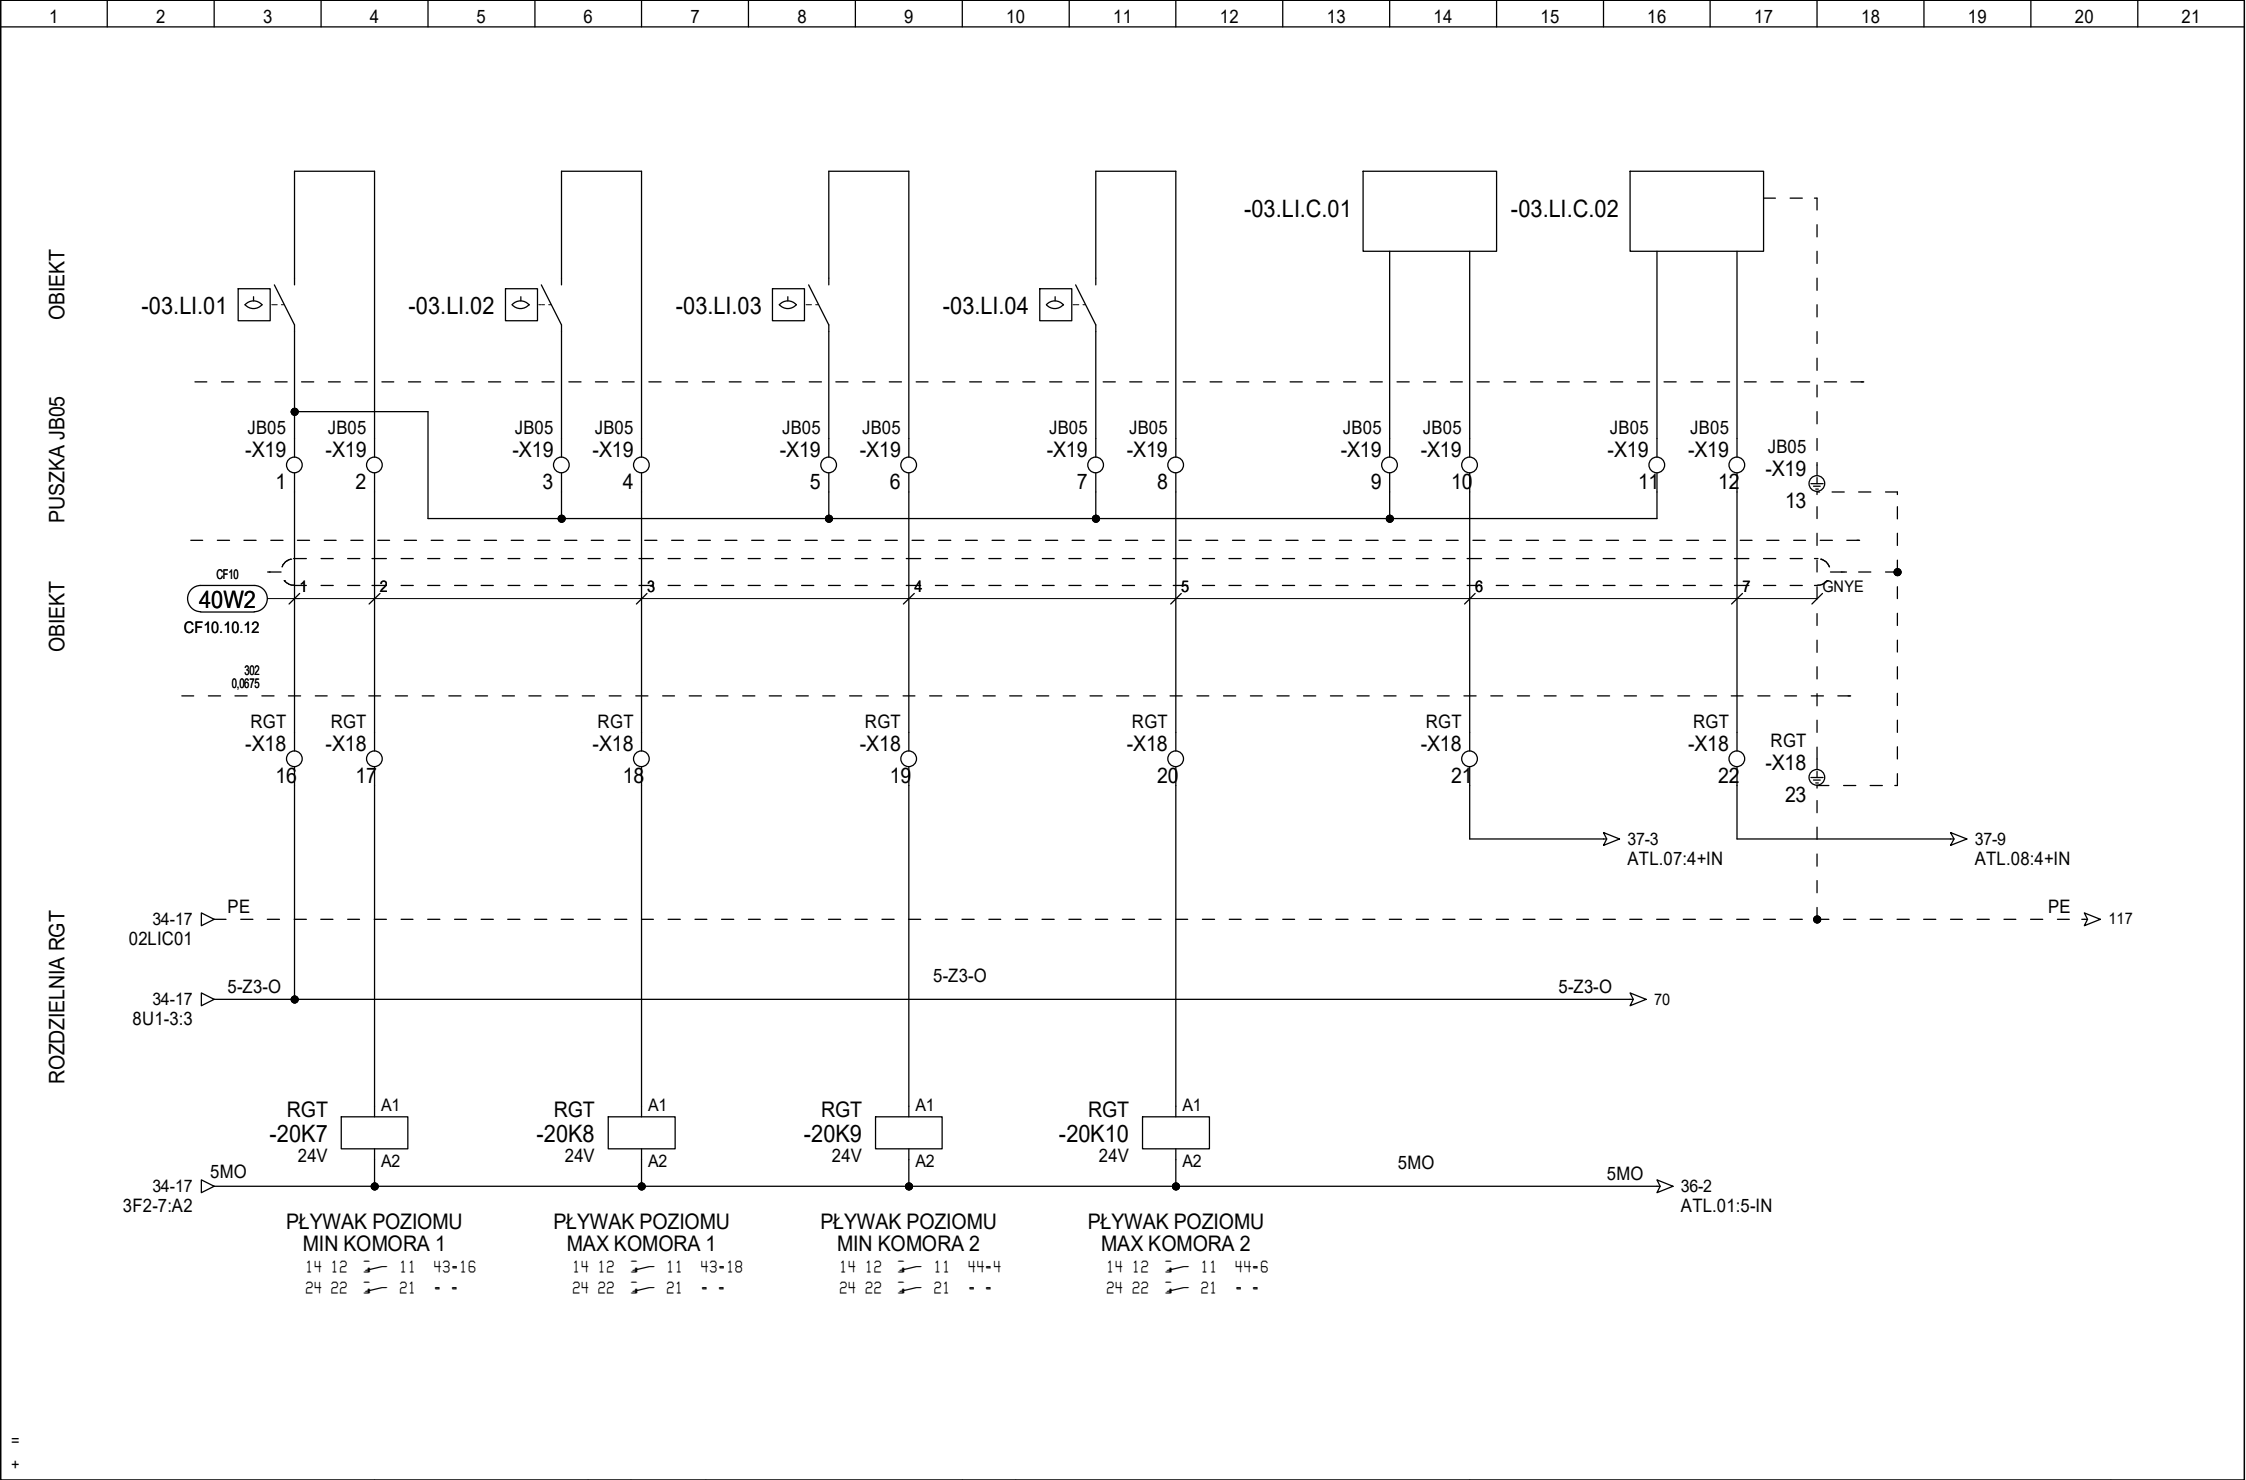 1 2 3 4 5 6 7 8 9 10 11 12 13 14 15 16 17 18 19 20 21
OBIEKT
-03.LI.C.01 -03.LI.C.02
-03.LI.01 -03.LI.02 -03.LI.03 -03.LI.04
PUSZKA JB05
JB05 JB05 JB05 JB05 JB05 JB05 JB05 JB05 JB05 JB05 JB05 JB05 JB05
-X19 -X19 -X19 -X19 -X19 -X19 -X19 -X19 -X19 -X19 -X19 -X19 -X19
1 2 3 4 5 6 7 8 9 10 11 12 13
OBIEKT
CF10
40W2 1 2 3 4 5 6 7 GNYE
CF10.10.12
302
0,0675
RGT RGT RGT RGT RGT RGT RGT RGT
-X18 -X18 -X18 -X18 -X18 -X18 -X18 -X18
16 17 18 19 20 21 22 23
37-3 37-9
ATL.07:4+IN ATL.08:4+IN
ROZDZIELNIA RGT
34-17 PE PE 117
02LIC01
34-17 5-Z3-O 5-Z3-O 5-Z3-O 70
8U1-3:3
RGT A1 RGT A1 RGT A1 RGT A1
-20K7 -20K8 -20K9 -20K10
24V A2 24V A2 24V A2 24V A2
34-17 5MO 5MO 5MO 36-2
3F2-7:A2 ATL.01:5-IN
PŁYWAK POZIOMU PŁYWAK POZIOMU PŁYWAK POZIOMU PŁYWAK POZIOMU
MIN KOMORA 1 MAX KOMORA 1 MIN KOMORA 2 MAX KOMORA 2
14 12 11 43-16 14 12 11 43-18 14 12 11 44-4 14 12 11 44-6
24 22 21 - - 24 22 21 - - 24 22 21 - - 24 22 21 - -
=
+